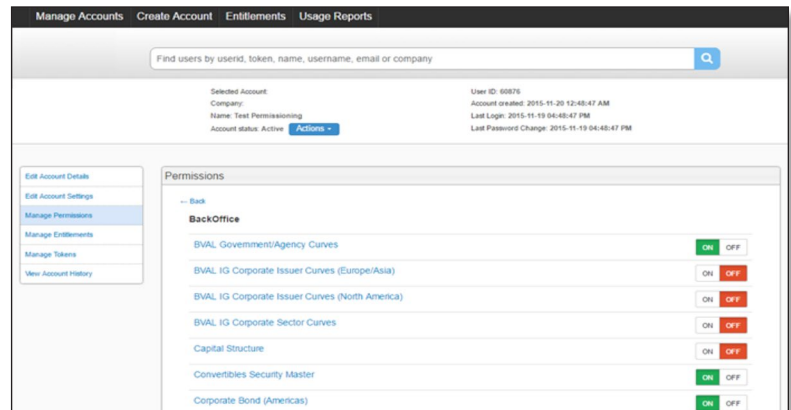 Manage Accounts Create Account Entitlements Usage Reports
Find users by userid, token, name, username, email or company
Selected Account:
Company:
Name: Test Permissioning
Account status: Active Actions
User ID: 60876
Account created: 2015-11-20 12:48:47 AM
Last Login: 2015-11-19 04:48:47 PM
Last Password Change: 2015-11-19 04:48:47 PM
Edit Account Details
Edit Account Settings
Manage Permissions
Manage Entitlements
Manage Tokens
View Account History
Permissions
← Back
BackOffice
BVAL Government/Agency Curves ON OFF
BVAL IG Corporate Issuer Curves (Europe/Asia) ON OFF
BVAL IG Corporate Issuer Curves (North America) ON OFF
BVAL IG Corporate Sector Curves ON OFF
Capital Structure ON OFF
Convertibles Security Master ON OFF
Corporate Bond (Americas) ON OFF